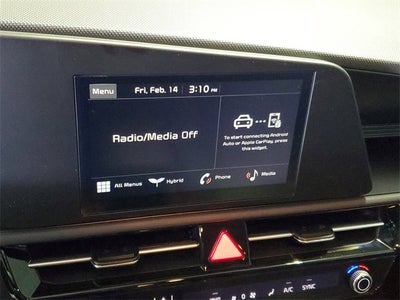 Menu Fri, Feb. 14 3:10 PM
Radio/Media Off
To start connecting Android
Auto or Apple CarPlay, press
this widget.
All Menus Hybrid Phone Media
A/C SYNC